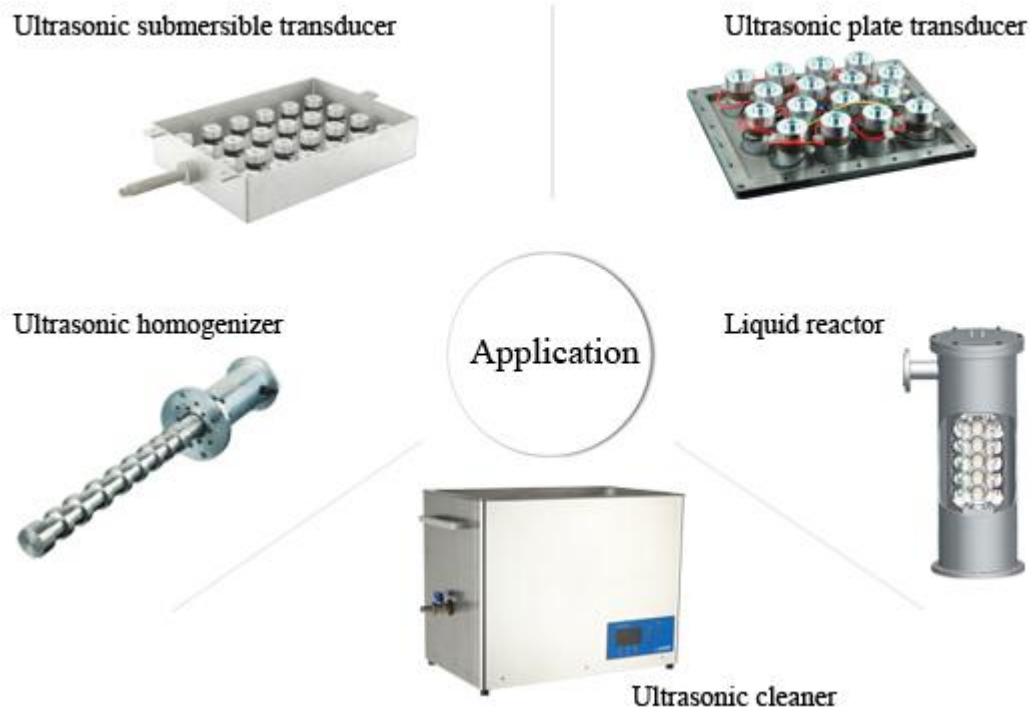 Ultrasonic submersible transducer
Ultrasonic plate transducer
Ultrasonic homogenizer
Application
Liquid reactor
Ultrasonic cleaner